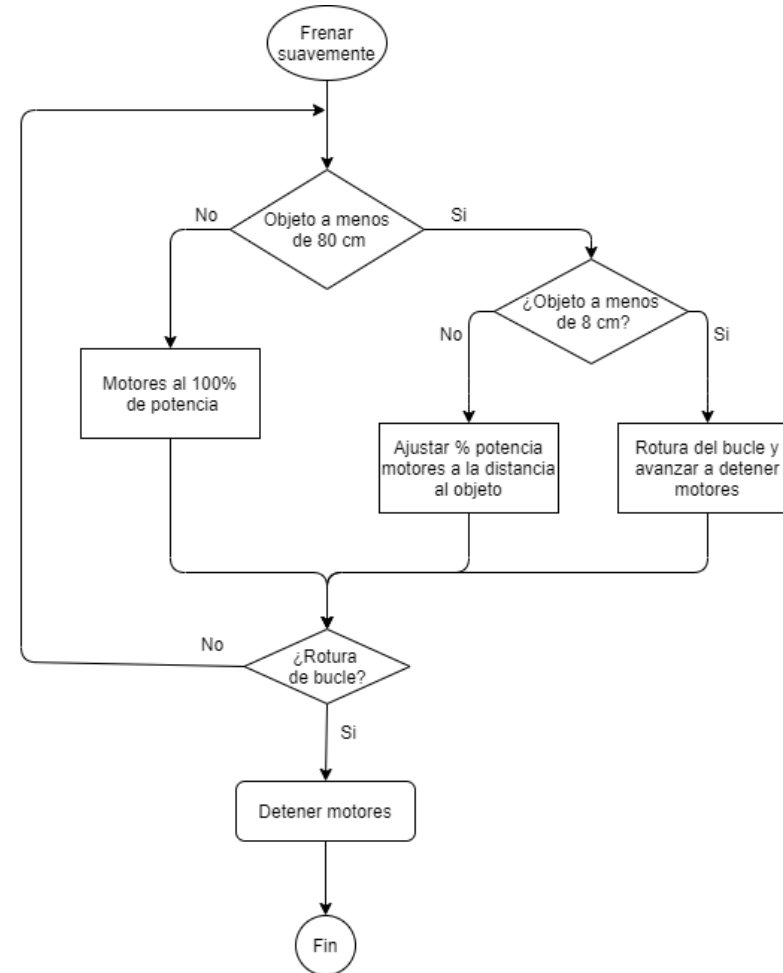 Frenar
suavemente
Objeto a menos
de 80 cm
No
Si
¿Objeto a menos
de 8 cm?
No
Si
Motores al 100%
de potencia
Ajustar % potencia
motores a la distancia
al objeto
Rotura del bucle y
avanzar a detener
motores
¿Rotura
de bucle?
No
Si
Detener motores
Fin